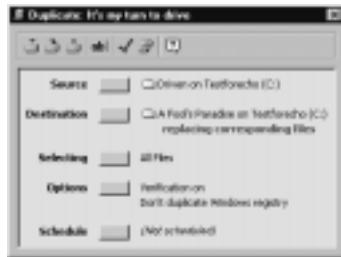 Duplicate: It's my turn to drive
Source
Driven on Testforecho (C:)
Destination
A Fool's Paradise on Testforecho (C:)
replacing corresponding files
Selecting
All Files
Options
Verification on
Don't duplicate Windows registry
Schedule
(Not scheduled)